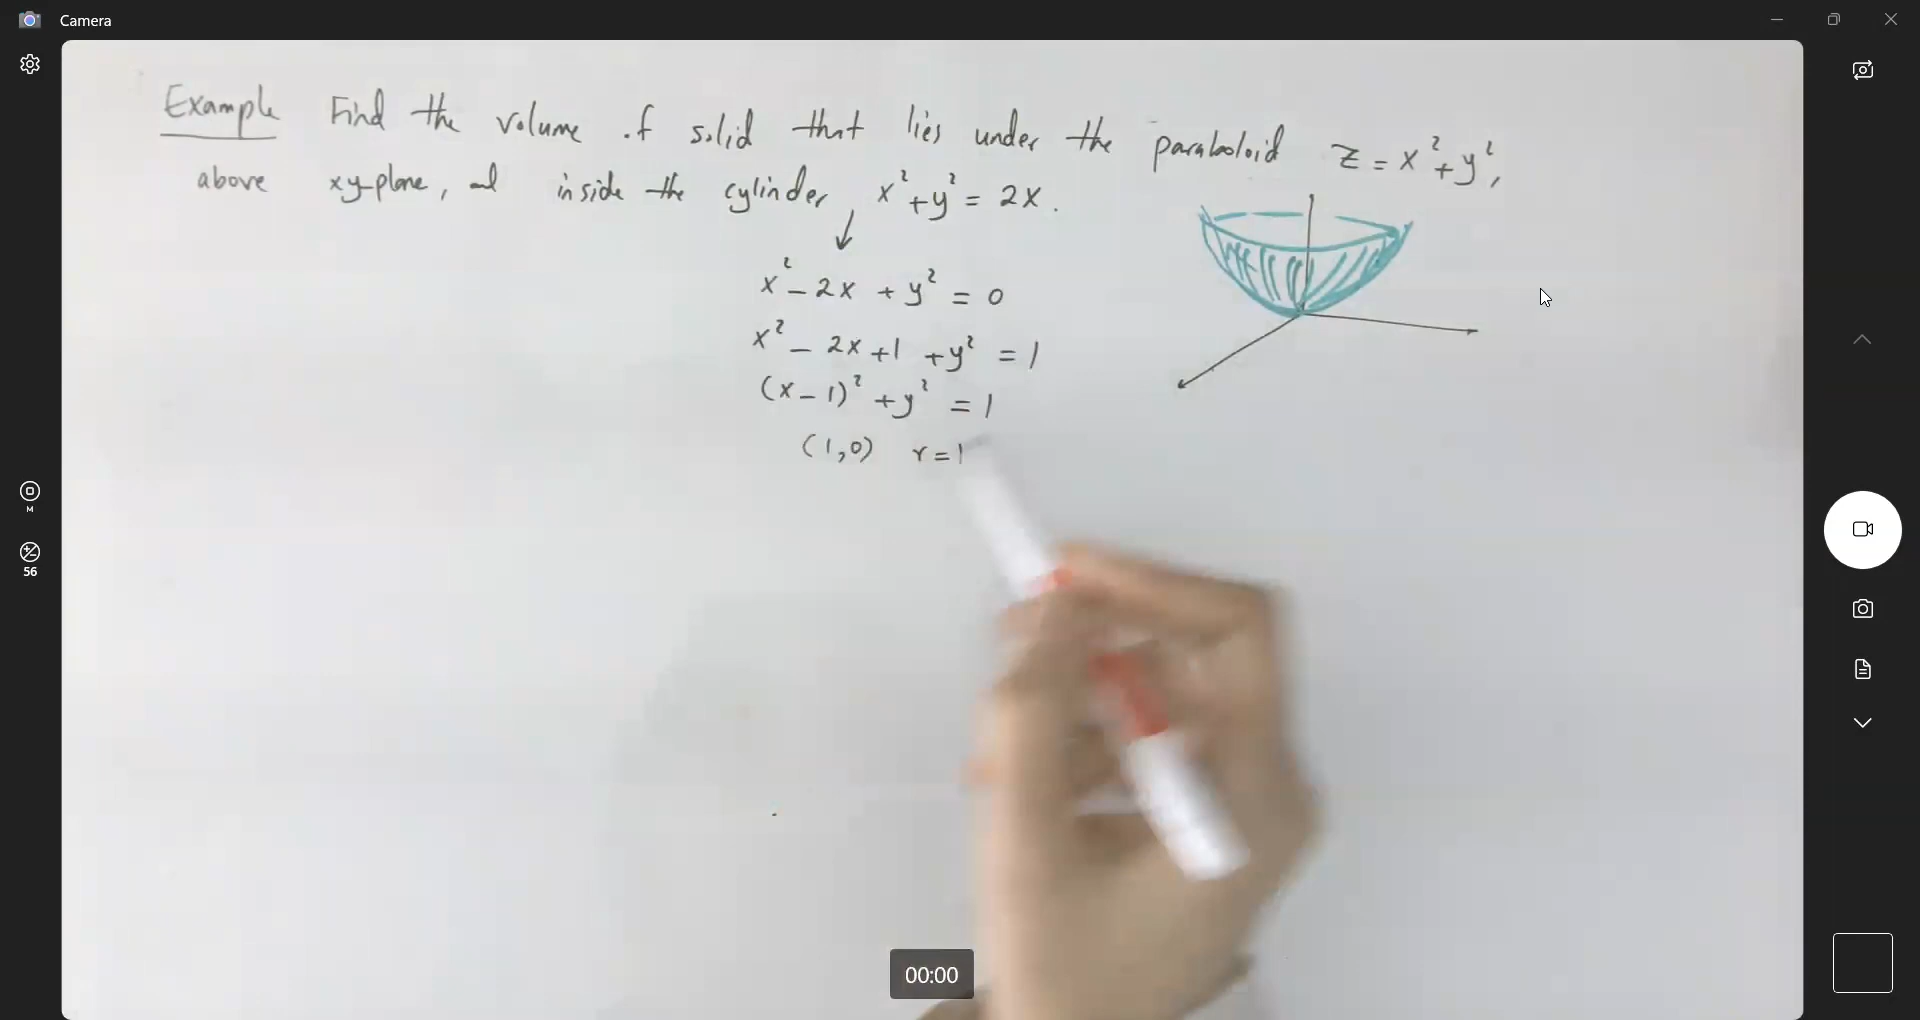 Camera
Example Find the volume of solid that lies under the paraboloid z = x² + y²,
above xy-plane, and inside the cylinder x² + y² = 2x.
x² - 2x + y² = 0
x² - 2x + 1 + y² = 1
(x - 1)² + y² = 1
(1,0) r = 1
M
56
00:00